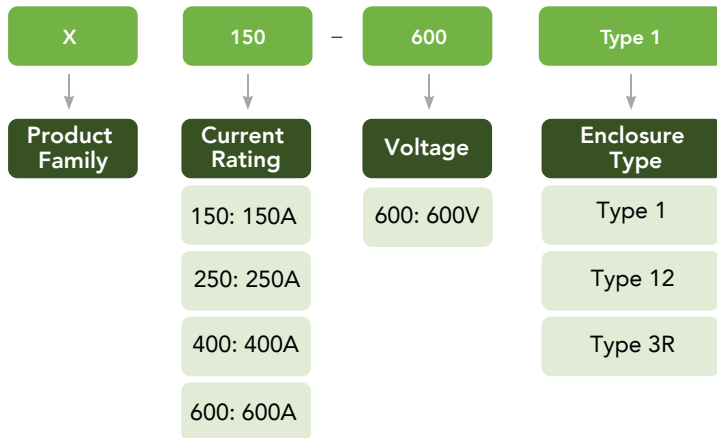 X 150 – 600 Type 1
Product Family
Current Rating
Voltage
Enclosure Type
150: 150A
600: 600V
Type 1
250: 250A
Type 12
400: 400A
Type 3R
600: 600A